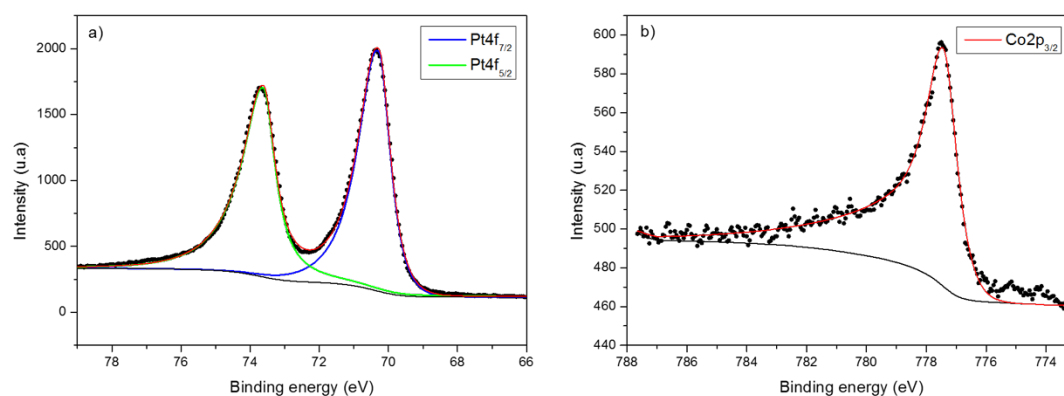 a)
Pt4f7/2
Pt4f5/2
2000
1500
1000
500
0
Intensity (u.a)
78 76 74 72 70 68 66
Binding energy (eV)
b)
Co2p3/2
600
580
560
540
520
500
480
460
440
Intensity (u.a)
788 786 784 782 780 778 776 774
Binding energy (eV)